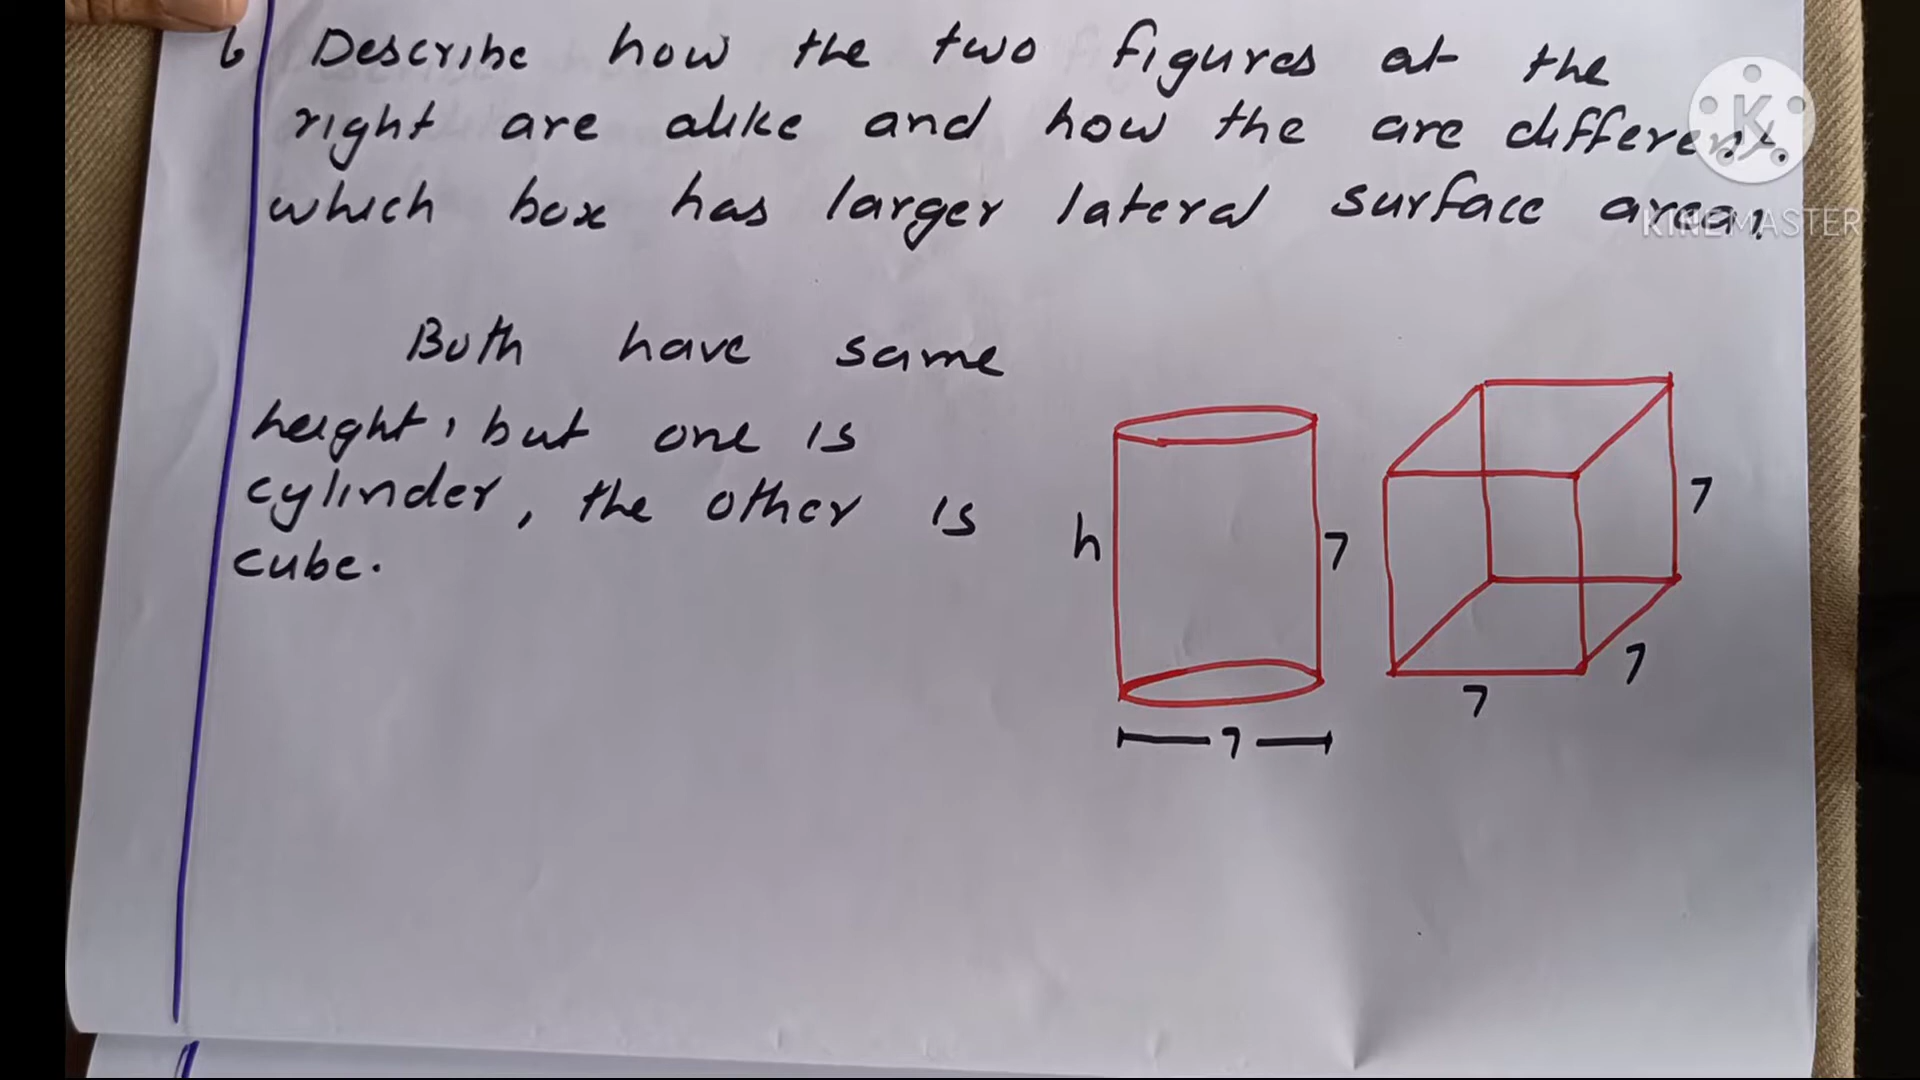 6 Describe how the two figures at the
right are alike and how the are different.
which box has larger lateral surface area?
K
KINEMASTER
Both have same
height, but one is
cylinder, the other is
cube.
h
7
7
7
7
7